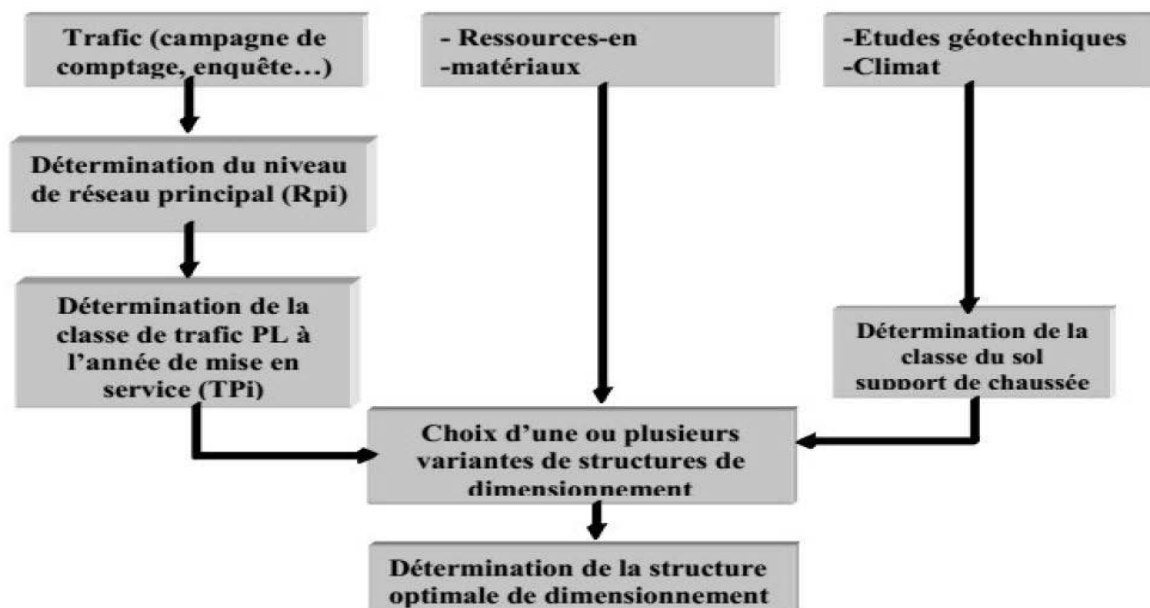 Trafic (campagne de
comptage, enquête…)
- Ressources-en
-matériaux
-Etudes géotechniques
-Climat
Détermination du niveau
de réseau principal (Rpi)
Détermination de la
classe de trafic PL à
l’année de mise en
service (TPi)
Détermination de la
classe du sol
support de chaussée
Choix d’une ou plusieurs
variantes de structures de
dimensionnement
Détermination de la structure
optimale de dimensionnement